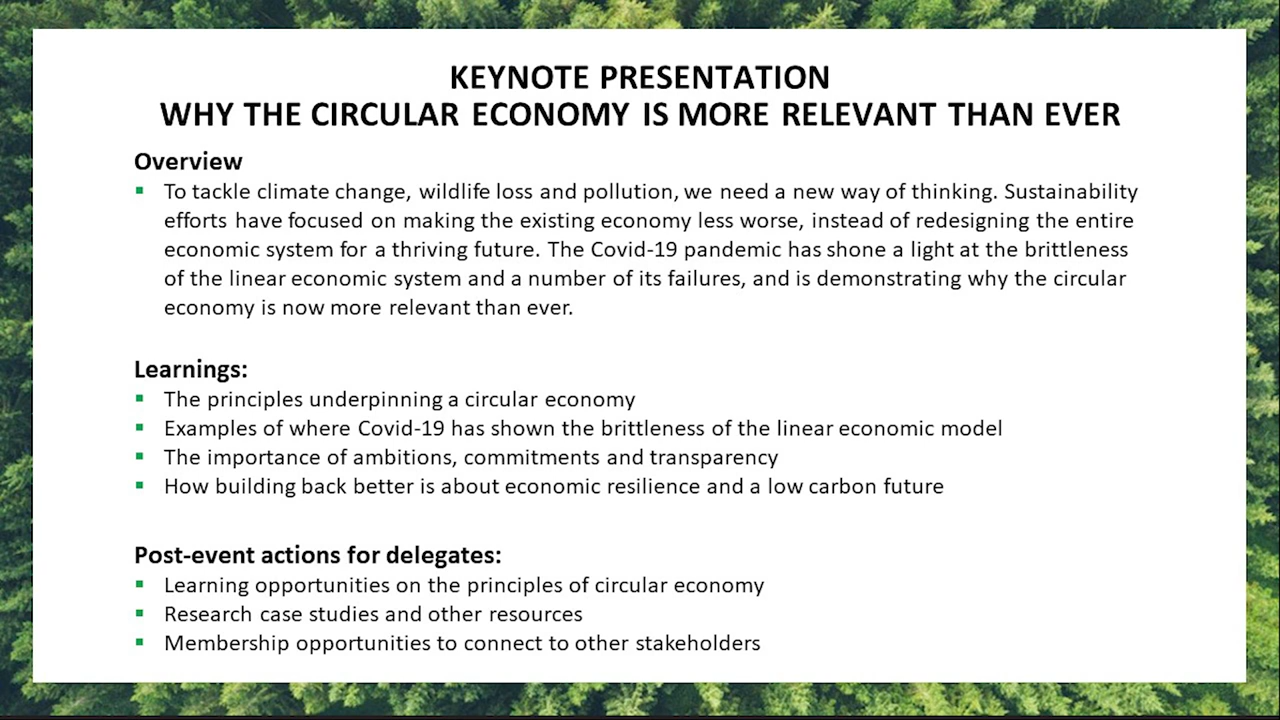 KEYNOTE PRESENTATION
WHY THE CIRCULAR ECONOMY IS MORE RELEVANT THAN EVER
Overview
▪ To tackle climate change, wildlife loss and pollution, we need a new way of thinking. Sustainability
efforts have focused on making the existing economy less worse, instead of redesigning the entire
economic system for a thriving future. The Covid-19 pandemic has shone a light at the brittleness
of the linear economic system and a number of its failures, and is demonstrating why the circular
economy is now more relevant than ever.
Learnings:
▪ The principles underpinning a circular economy
▪ Examples of where Covid-19 has shown the brittleness of the linear economic model
▪ The importance of ambitions, commitments and transparency
▪ How building back better is about economic resilience and a low carbon future
Post-event actions for delegates:
▪ Learning opportunities on the principles of circular economy
▪ Research case studies and other resources
▪ Membership opportunities to connect to other stakeholders